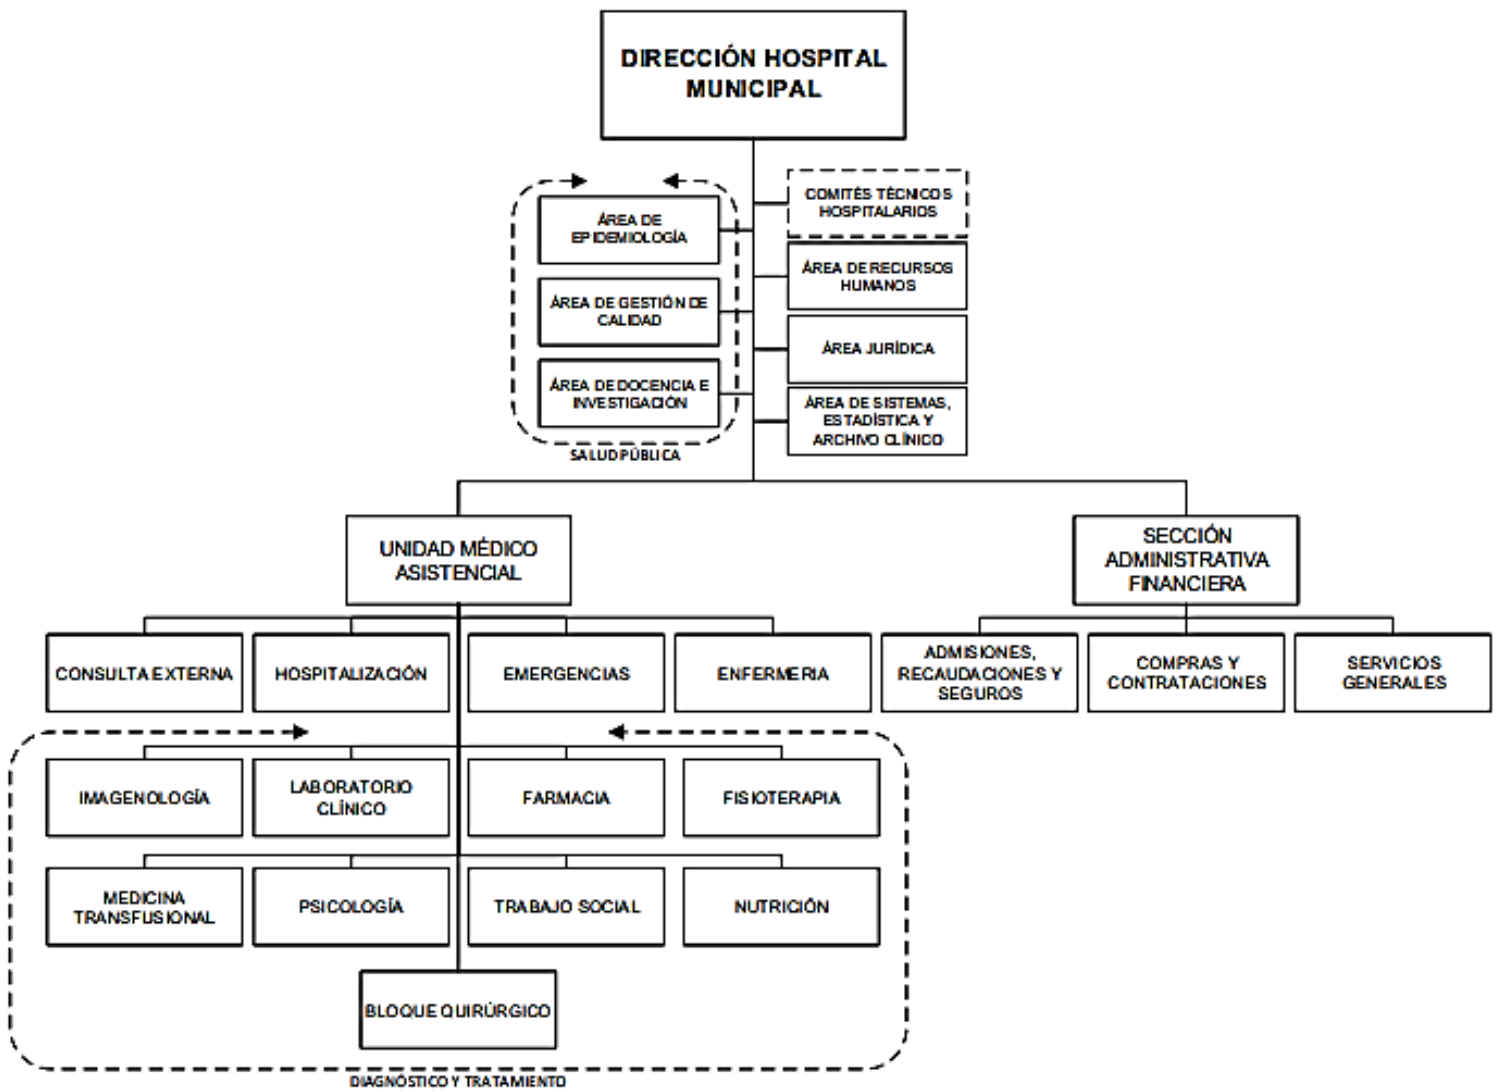 DIRECCIÓN HOSPITAL
MUNICIPAL
COMITÉS TÉCNICOS
HOSPITALARIOS
ÁREA DE
EPIDEMIOLOGÍA
ÁREA DE RECURSOS
HUMANOS
ÁREA DE GESTIÓN DE
CALIDAD
ÁREA JURÍDICA
ÁREA DE DOCENCIA E
INVESTIGACIÓN
ÁREA DE SISTEMAS,
ESTADÍSTICA Y
ARCHIVO CLÍNICO
SALUD PÚBLICA
UNIDAD MÉDICO
ASISTENCIAL
SECCIÓN
ADMINISTRATIVA
FINANCIERA
CONSULTA EXTERNA
HOSPITALIZACIÓN
EMERGENCIAS
ENFERMERIA
ADMISIONES,
RECAUDACIONES Y
SEGUROS
COMPRAS Y
CONTRATACIONES
SERVICIOS
GENERALES
IMAGENOLOGÍA
LABORATORIO
CLÍNICO
FARMACIA
FISIOTERAPIA
MEDICINA
TRANSFUSIONAL
PSICOLOGÍA
TRABAJO SOCIAL
NUTRICIÓN
BLOQUE QUIRÚRGICO
DIAGNÓSTICO Y TRATAMIENTO